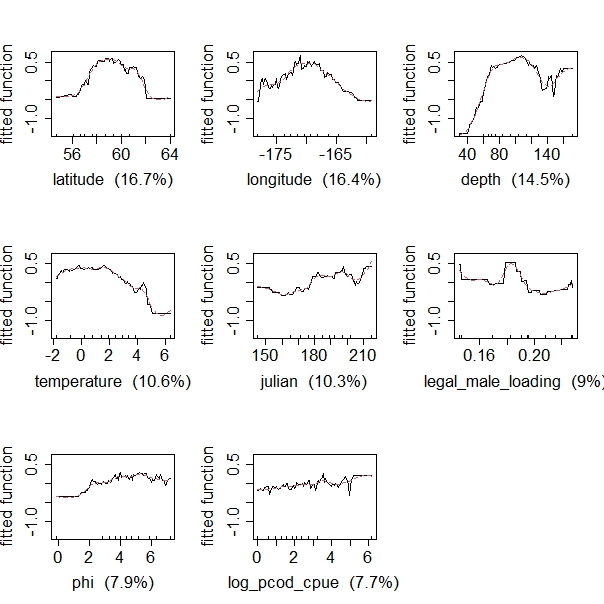 fitted function
0.5
-1.0
56
60
64
latitude (16.7%)
fitted function
0.5
-1.0
-175
-165
longitude (16.4%)
fitted function
0.5
-1.0
40
80
140
depth (14.5%)
fitted function
0.5
-1.0
-2
0
2
4
6
temperature (10.6%)
fitted function
0.5
-1.0
150
180
210
julian (10.3%)
fitted function
0.5
-1.0
0.16
0.20
legal_male_loading (9%)
fitted function
0.5
-1.0
0
2
4
6
phi (7.9%)
fitted function
0.5
-1.0
0
2
4
6
log_pcod_cpue (7.7%)